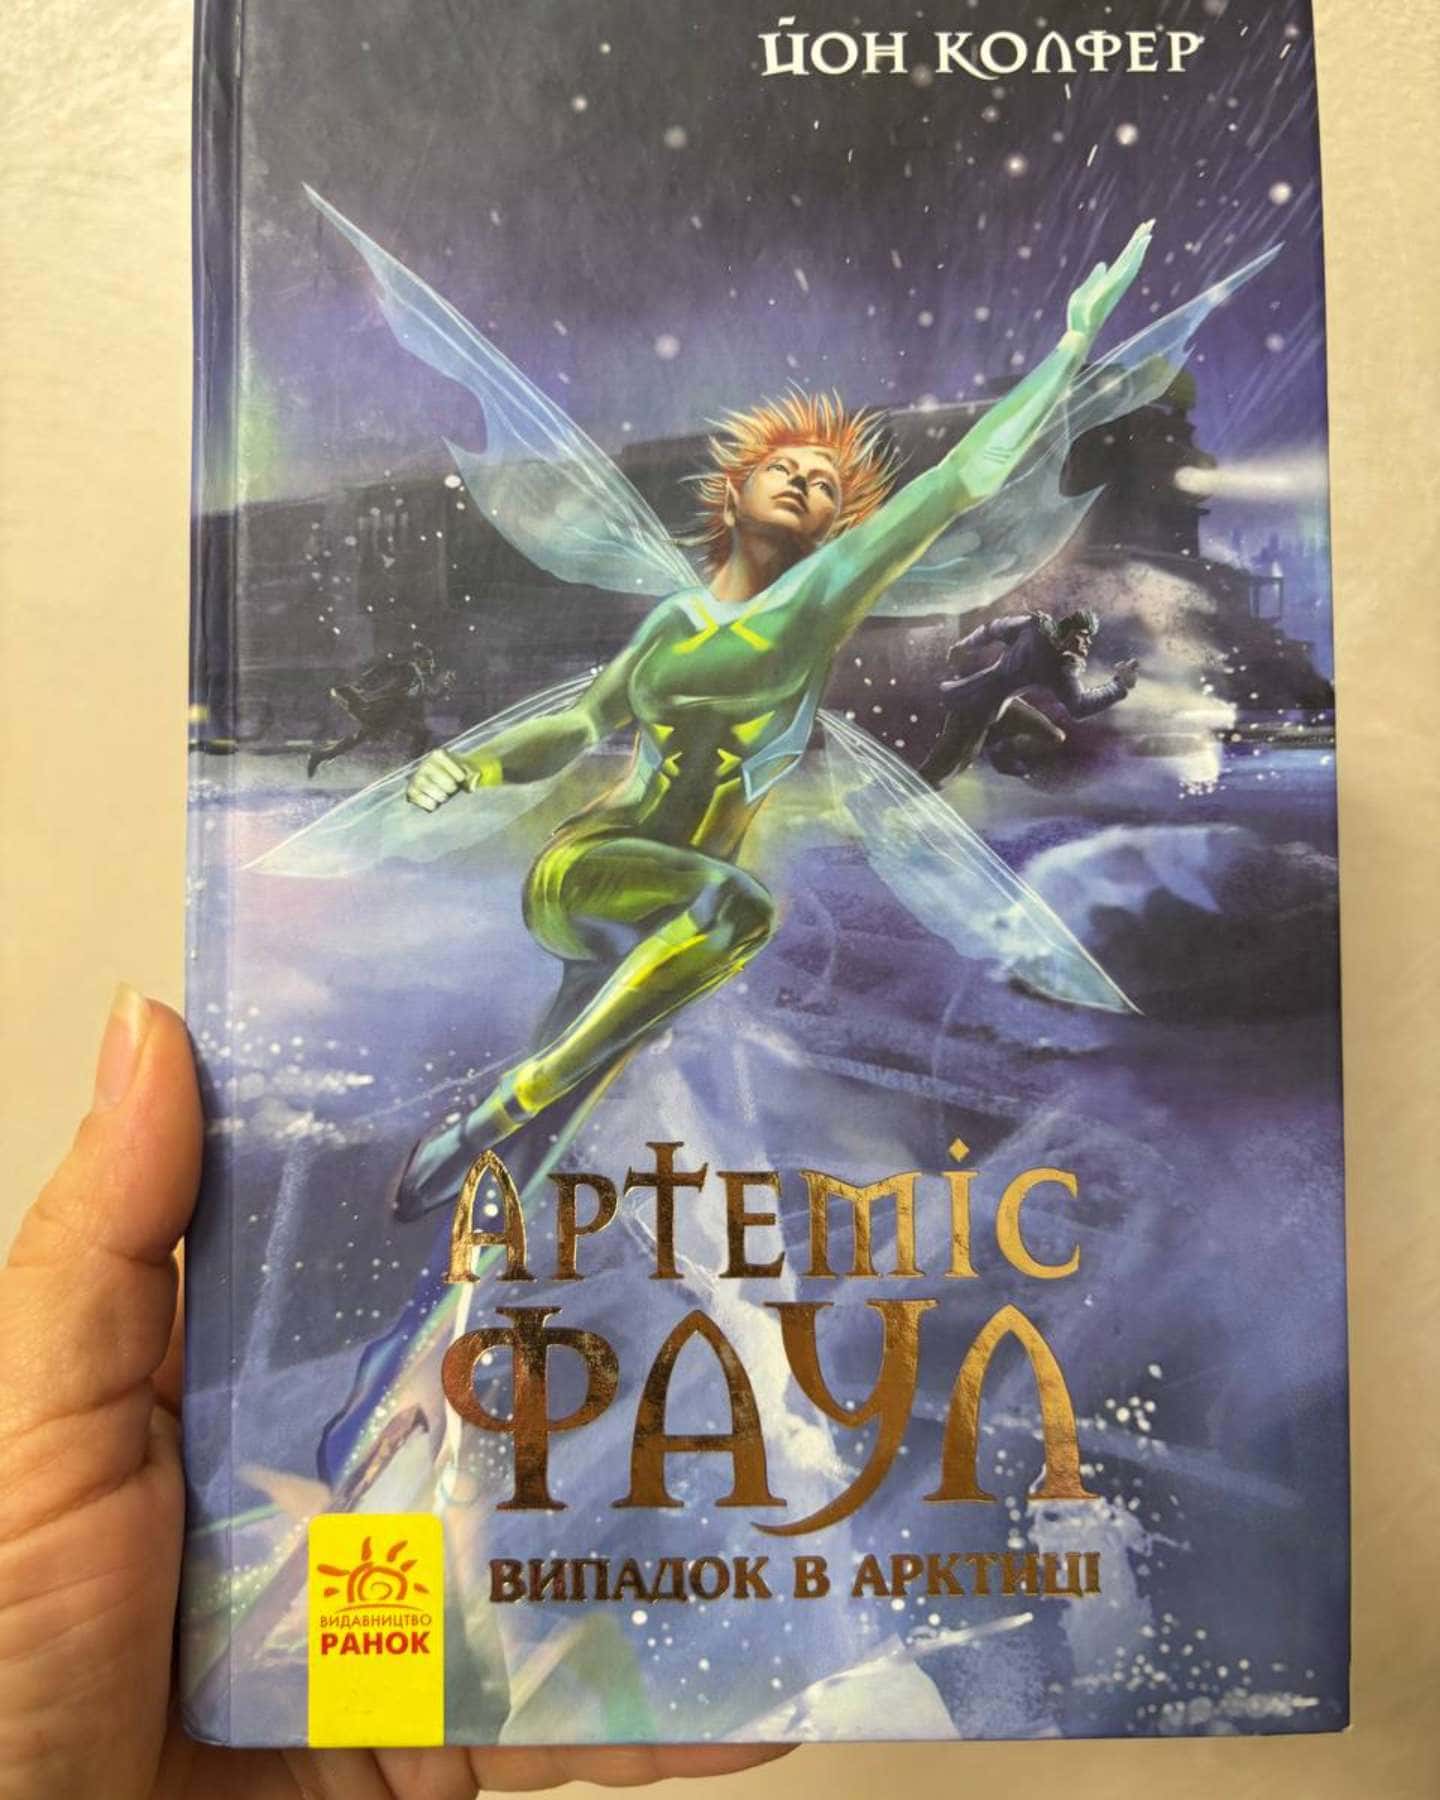 ЙОН КОЛФЕР
АРТЕМІС
ФАУЛ
ВИПАДОК В АРКТИЦІ
ВИДАВНИЦТВО
РАНОК